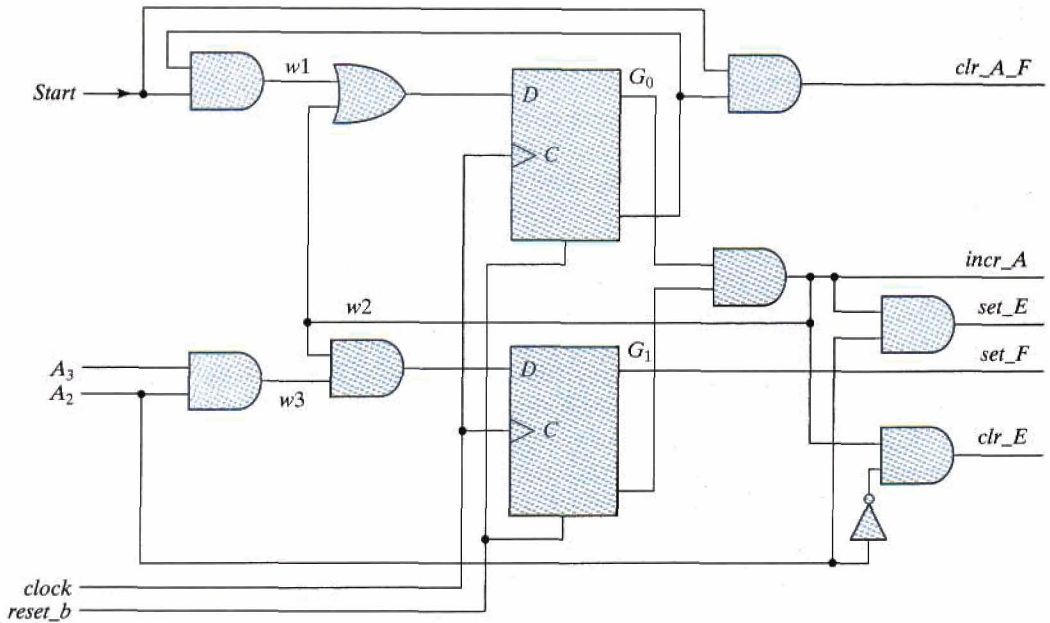 Start
w1
D
G0
C
clr_A_F
incr_A
set_E
w2
A3
A2
w3
D
G1
C
set_F
clr_E
clock
reset_b